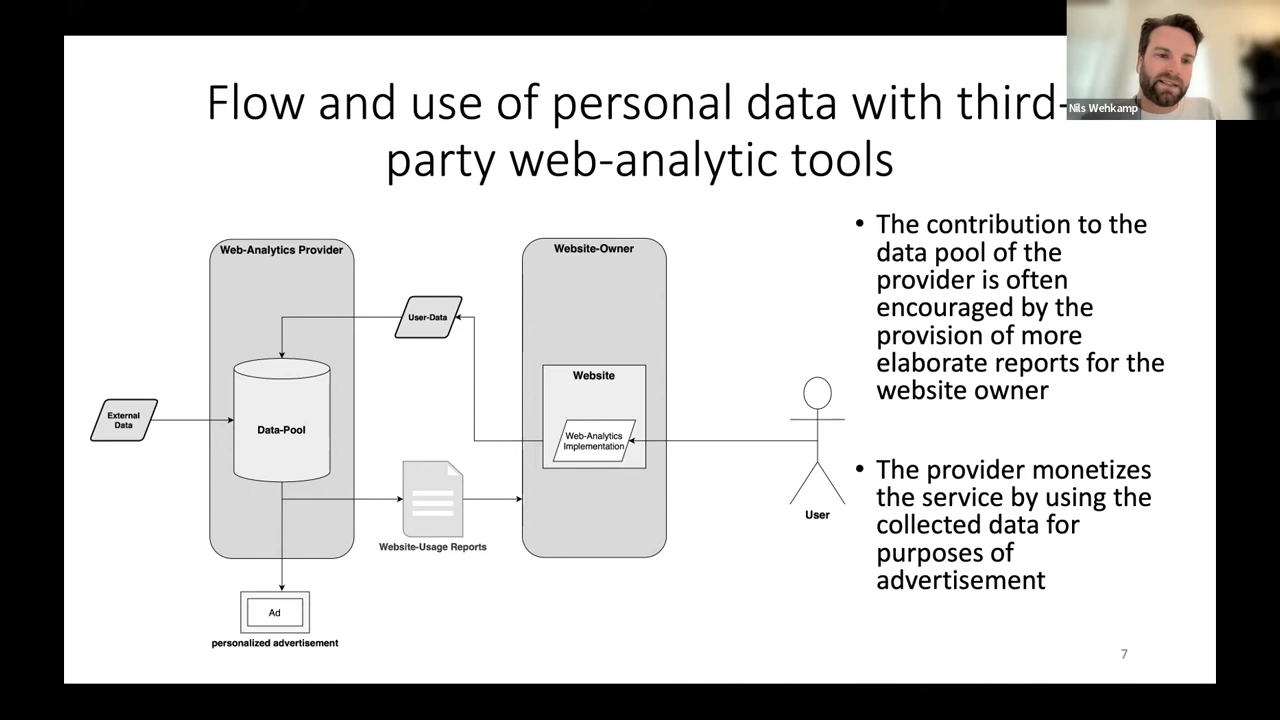 Flow and use of personal data with third-
party web-analytic tools
Nils Wehkamp
Web-Analytics Provider
Website-Owner
User-Data
Website
External
Data
Data-Pool
Web-Analytics
Implementation
User
Website-Usage Reports
Ad
personalized advertisement
• The contribution to the
data pool of the
provider is often
encouraged by the
provision of more
elaborate reports for the
website owner
• The provider monetizes
the service by using the
collected data for
purposes of
advertisement
7